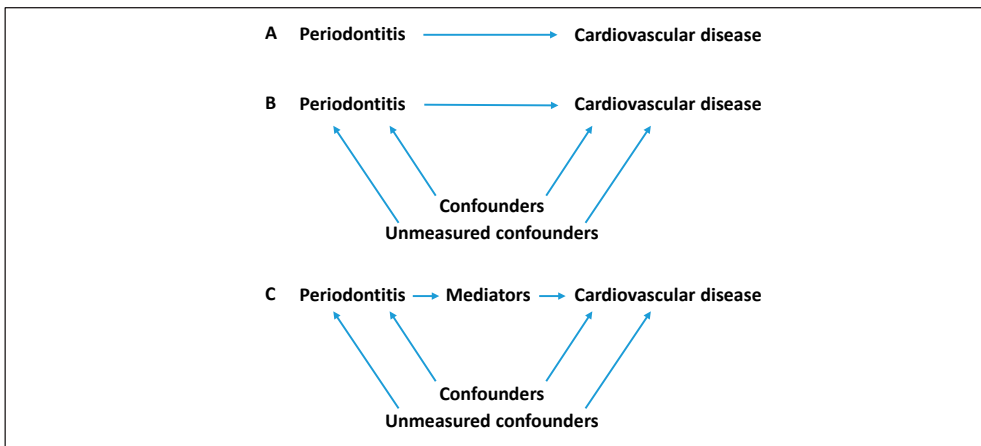 A Periodontitis Cardiovascular disease
B Periodontitis Cardiovascular disease
Confounders
Unmeasured confounders
C Periodontitis Mediators Cardiovascular disease
Confounders
Unmeasured confounders